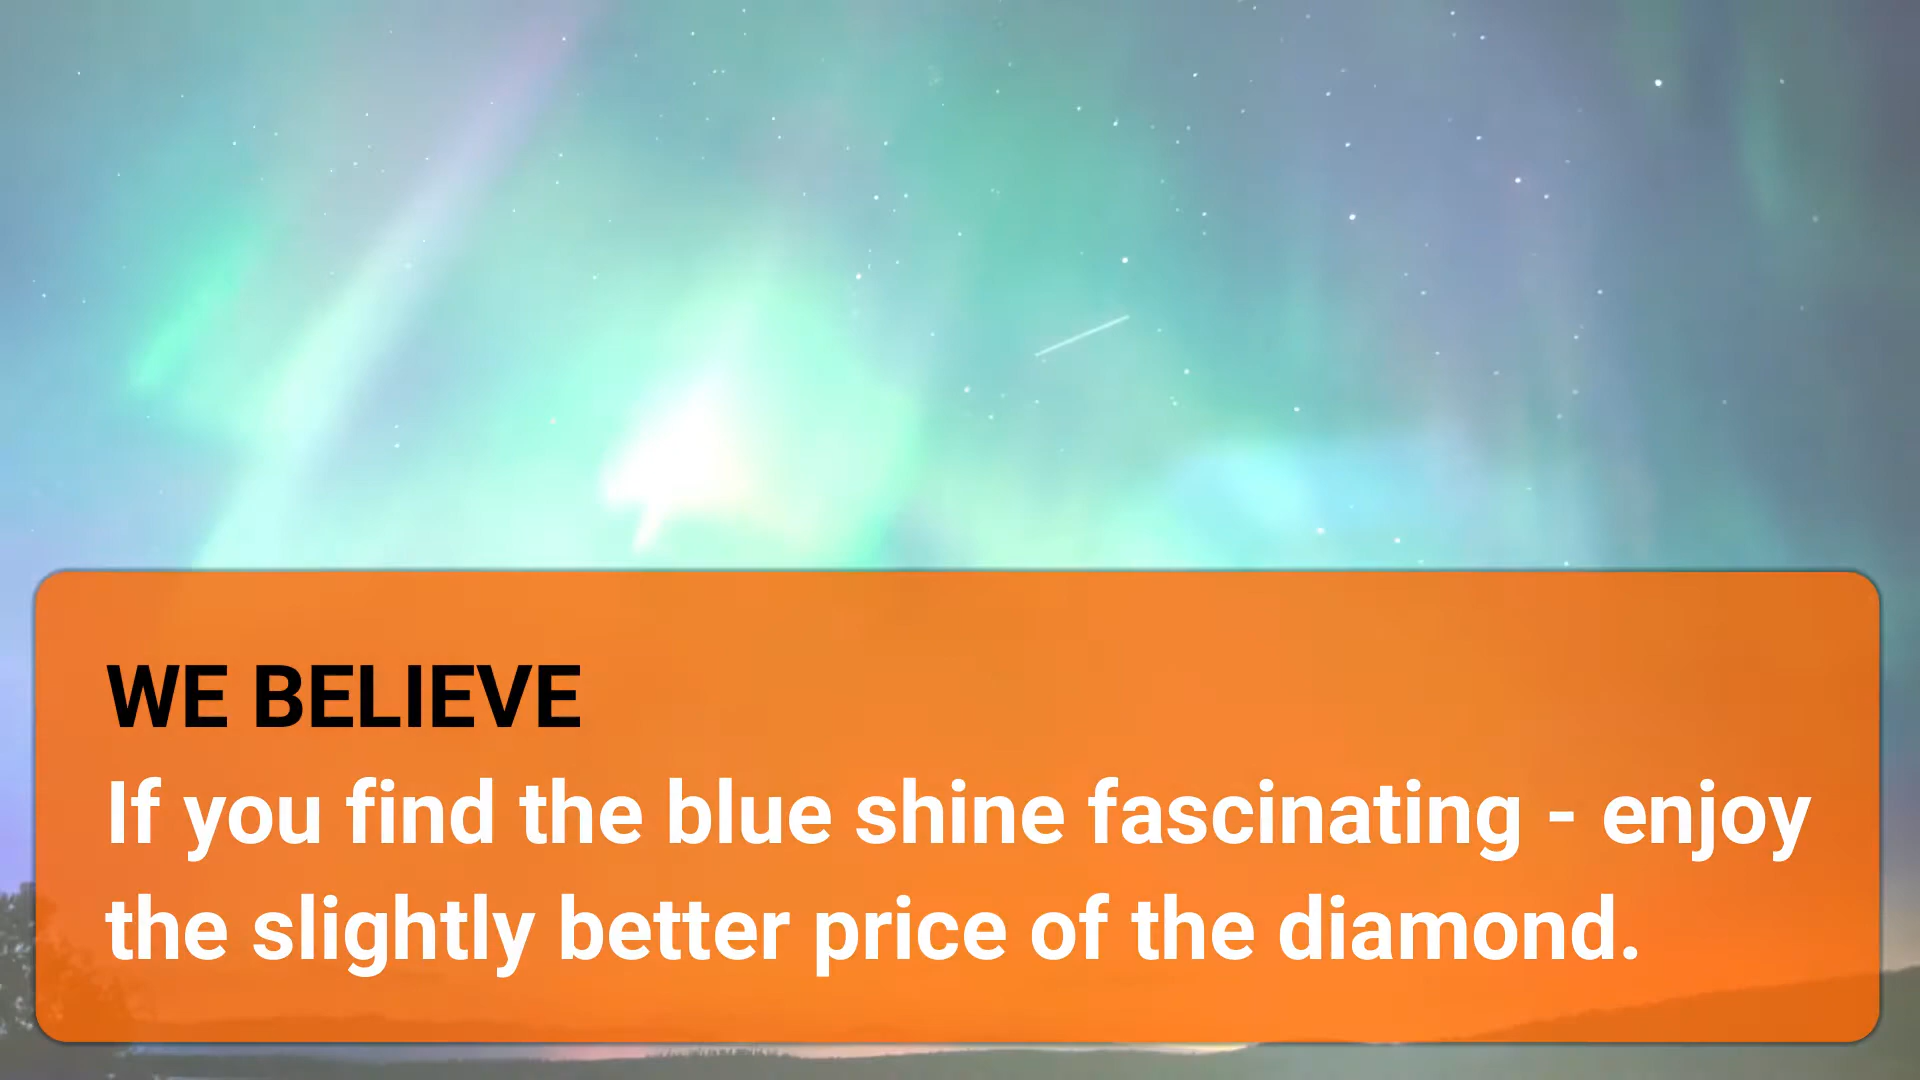 WE BELIEVE
If you find the blue shine fascinating - enjoy
the slightly better price of the diamond.